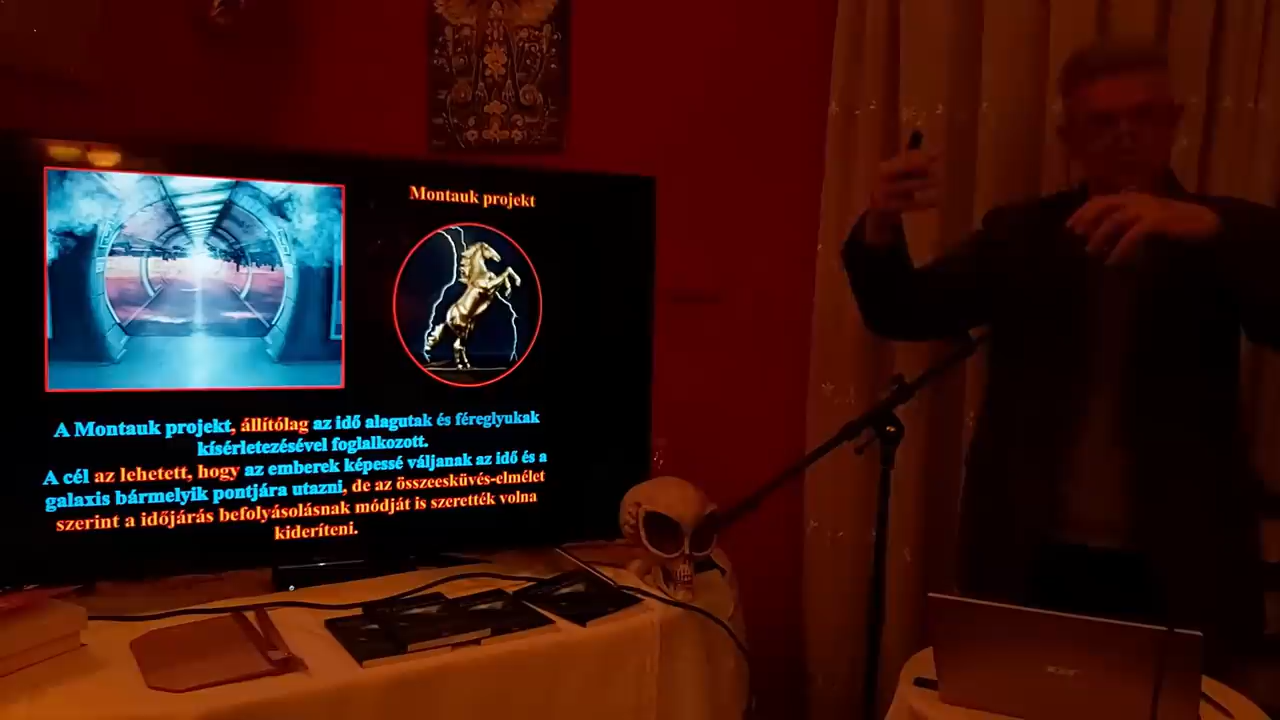 Montauk projekt
A Montauk projekt, állítólag az idő alagutak és féreglyukak
kísérletezésével foglalkozott.
A cél az lehetett, hogy az emberek képessé váljanak az idő és a
galaxis bármelyik pontjára utazni, de az összeesküvés-elmélet
szerint a időjárás befolyásolásnak módját is szerették volna
kideríteni.
acer